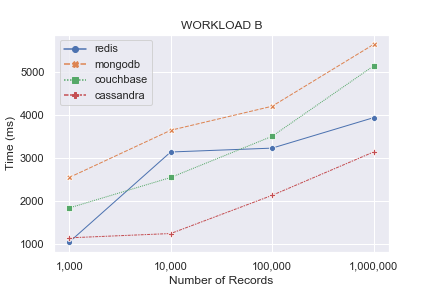 WORKLOAD B
redis
mongodb
couchbase
cassandra
Time (ms)
5000
4000
3000
2000
1000
1,000
10,000
100,000
1,000,000
Number of Records